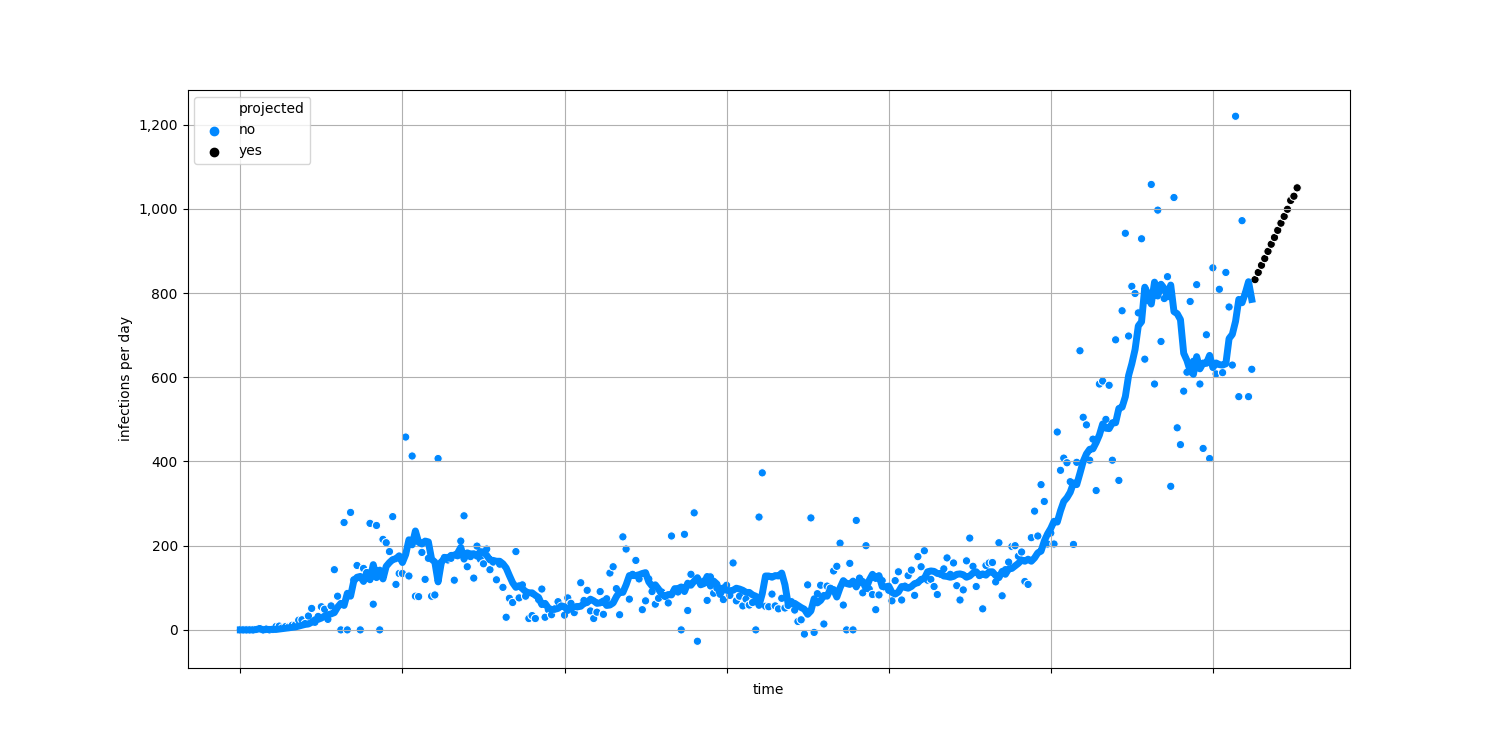 projected
no
yes
1,200
1,000
800
600
400
200
0
infections per day
time